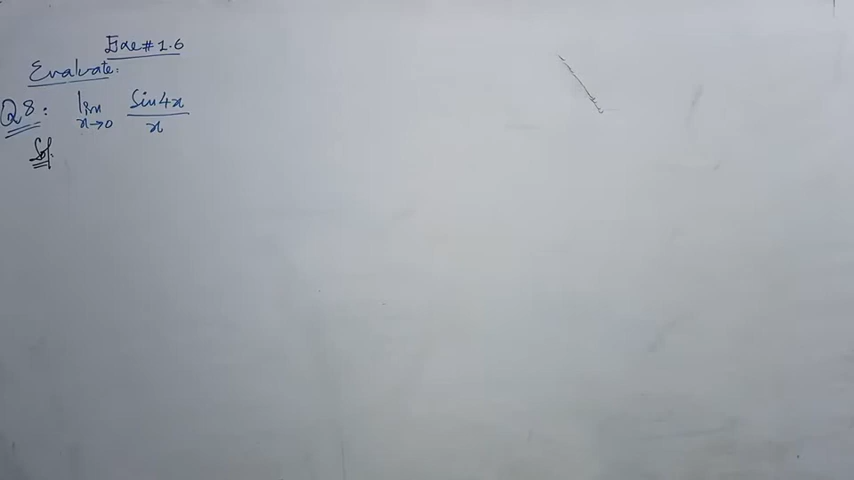 Exe#1.6
Evaluate:
Q8: lim x→0 Sin4x/x
Sol.